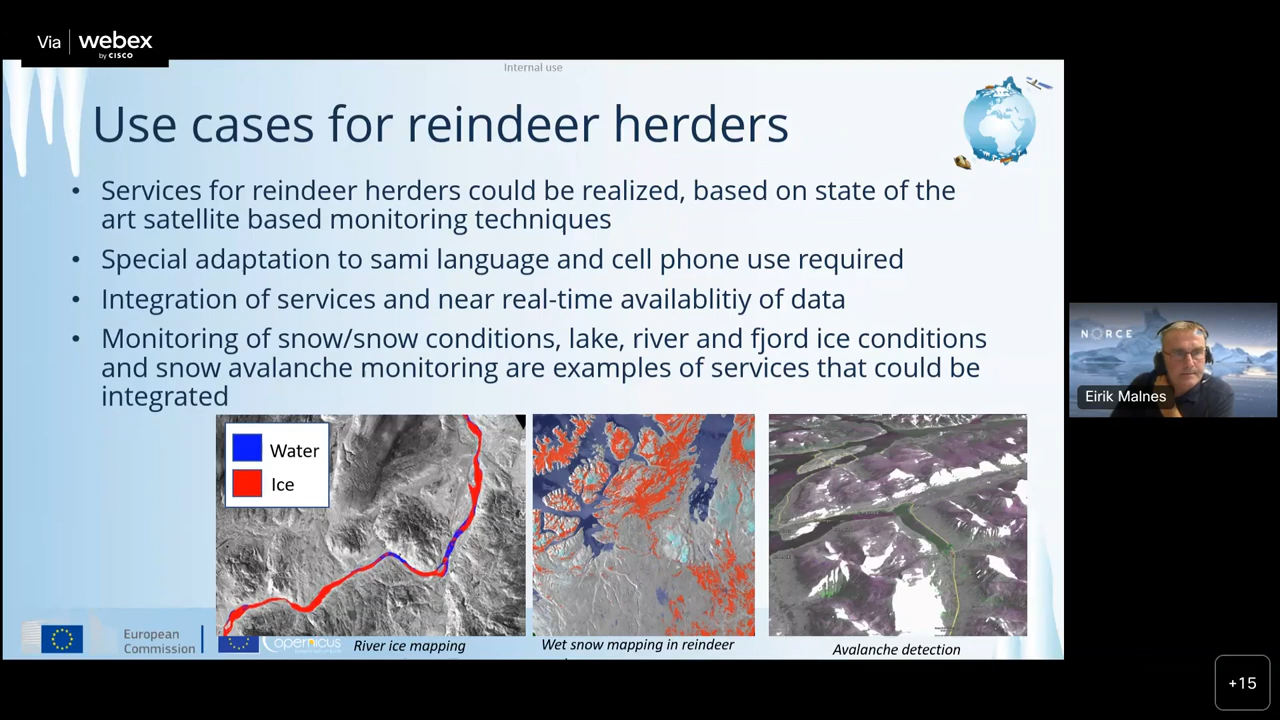 Via webex
by CISCO
Internal use
Use cases for reindeer herders
• Services for reindeer herders could be realized, based on state of the
art satellite based monitoring techniques
• Special adaptation to sami language and cell phone use required
• Integration of services and near real-time availablitiy of data
• Monitoring of snow/snow conditions, lake, river and fjord ice conditions
and snow avalanche monitoring are examples of services that could be
integrated
Water
Ice
NORCE
Eirik Malnes
European
Commission
opernicus
River ice mapping
Wet snow mapping in reindeer
Avalanche detection
+15